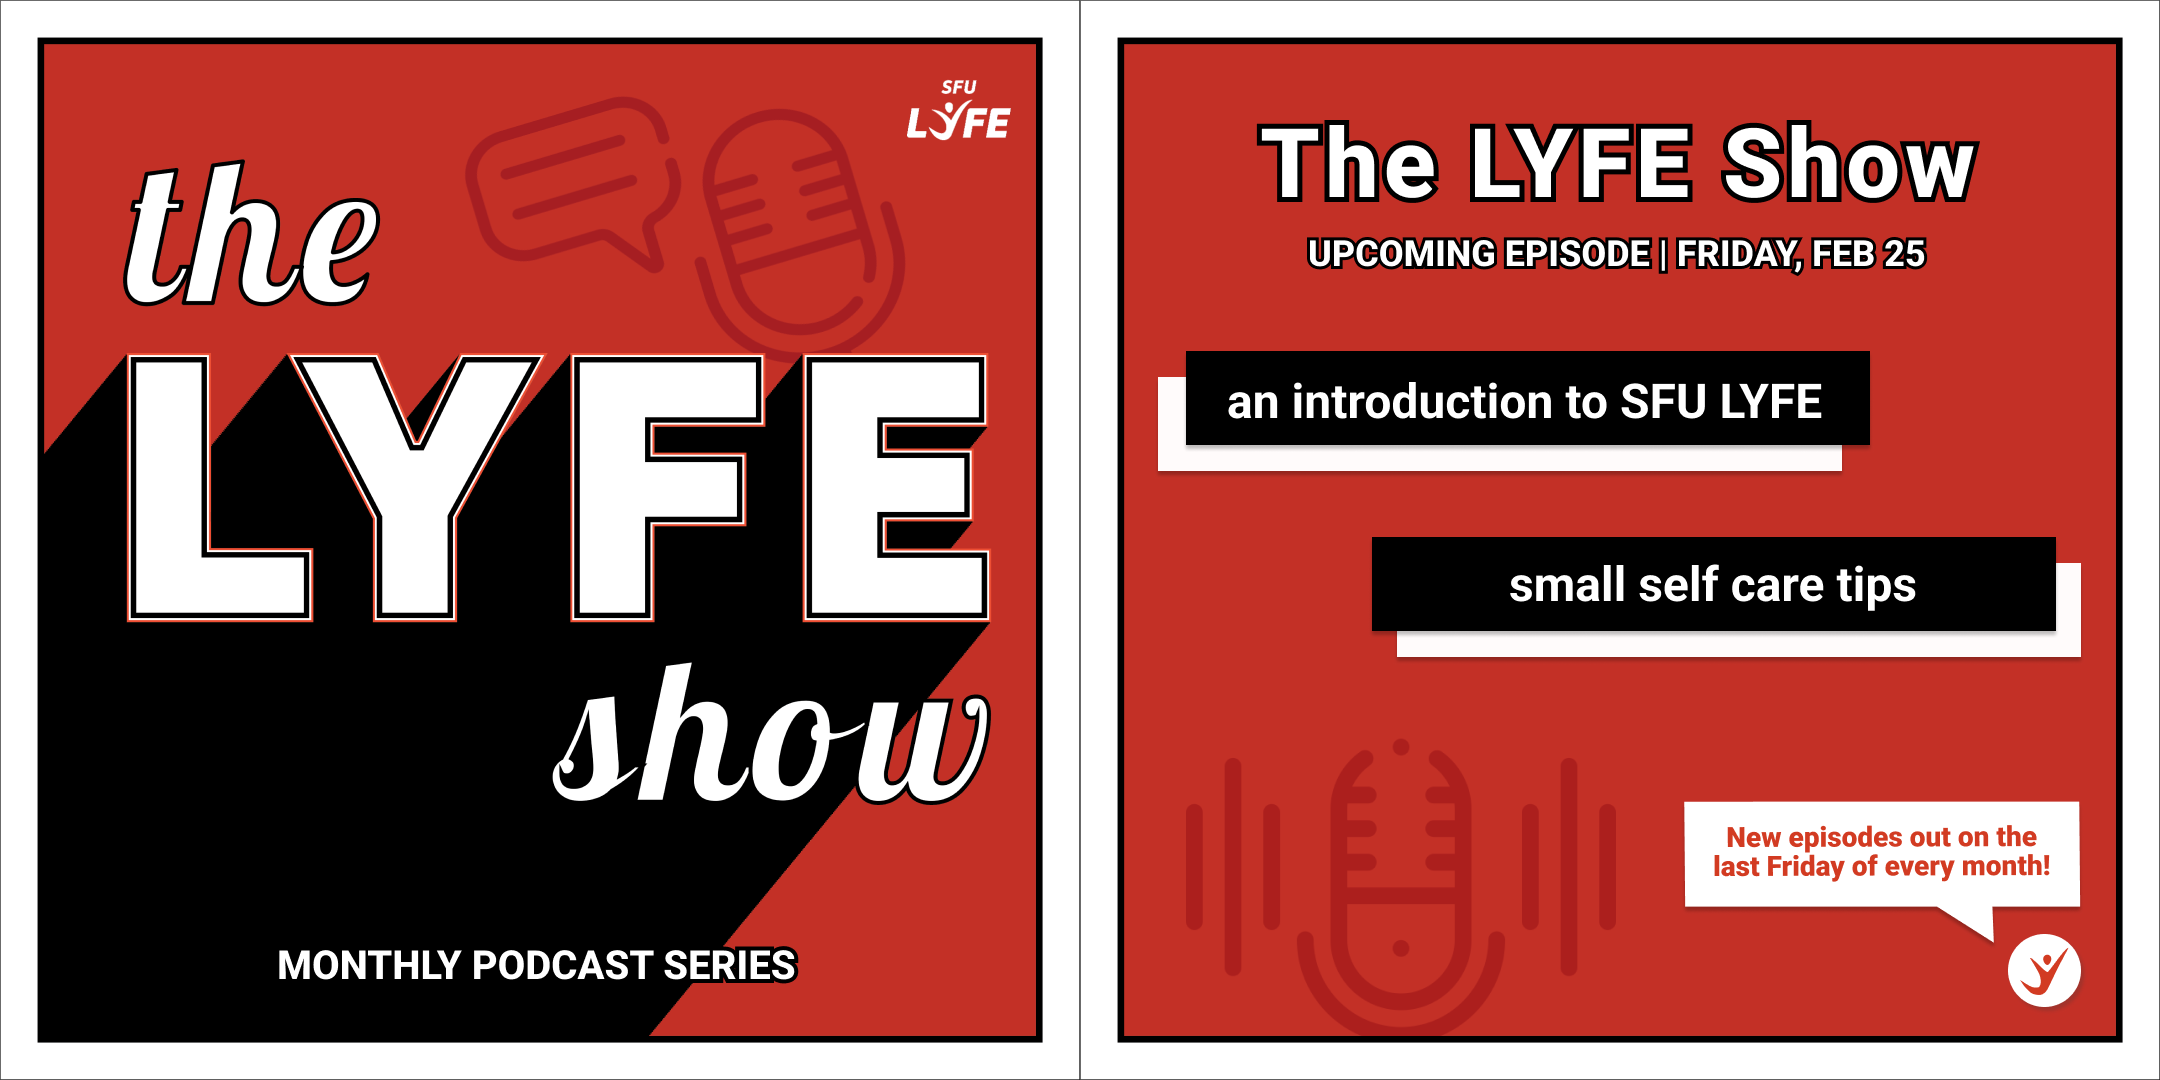 SFU
LYFE
the
LYFE
show
MONTHLY PODCAST SERIES
The LYFE Show
UPCOMING EPISODE | FRIDAY, FEB 25
an introduction to SFU LYFE
small self care tips
New episodes out on the
last Friday of every month!